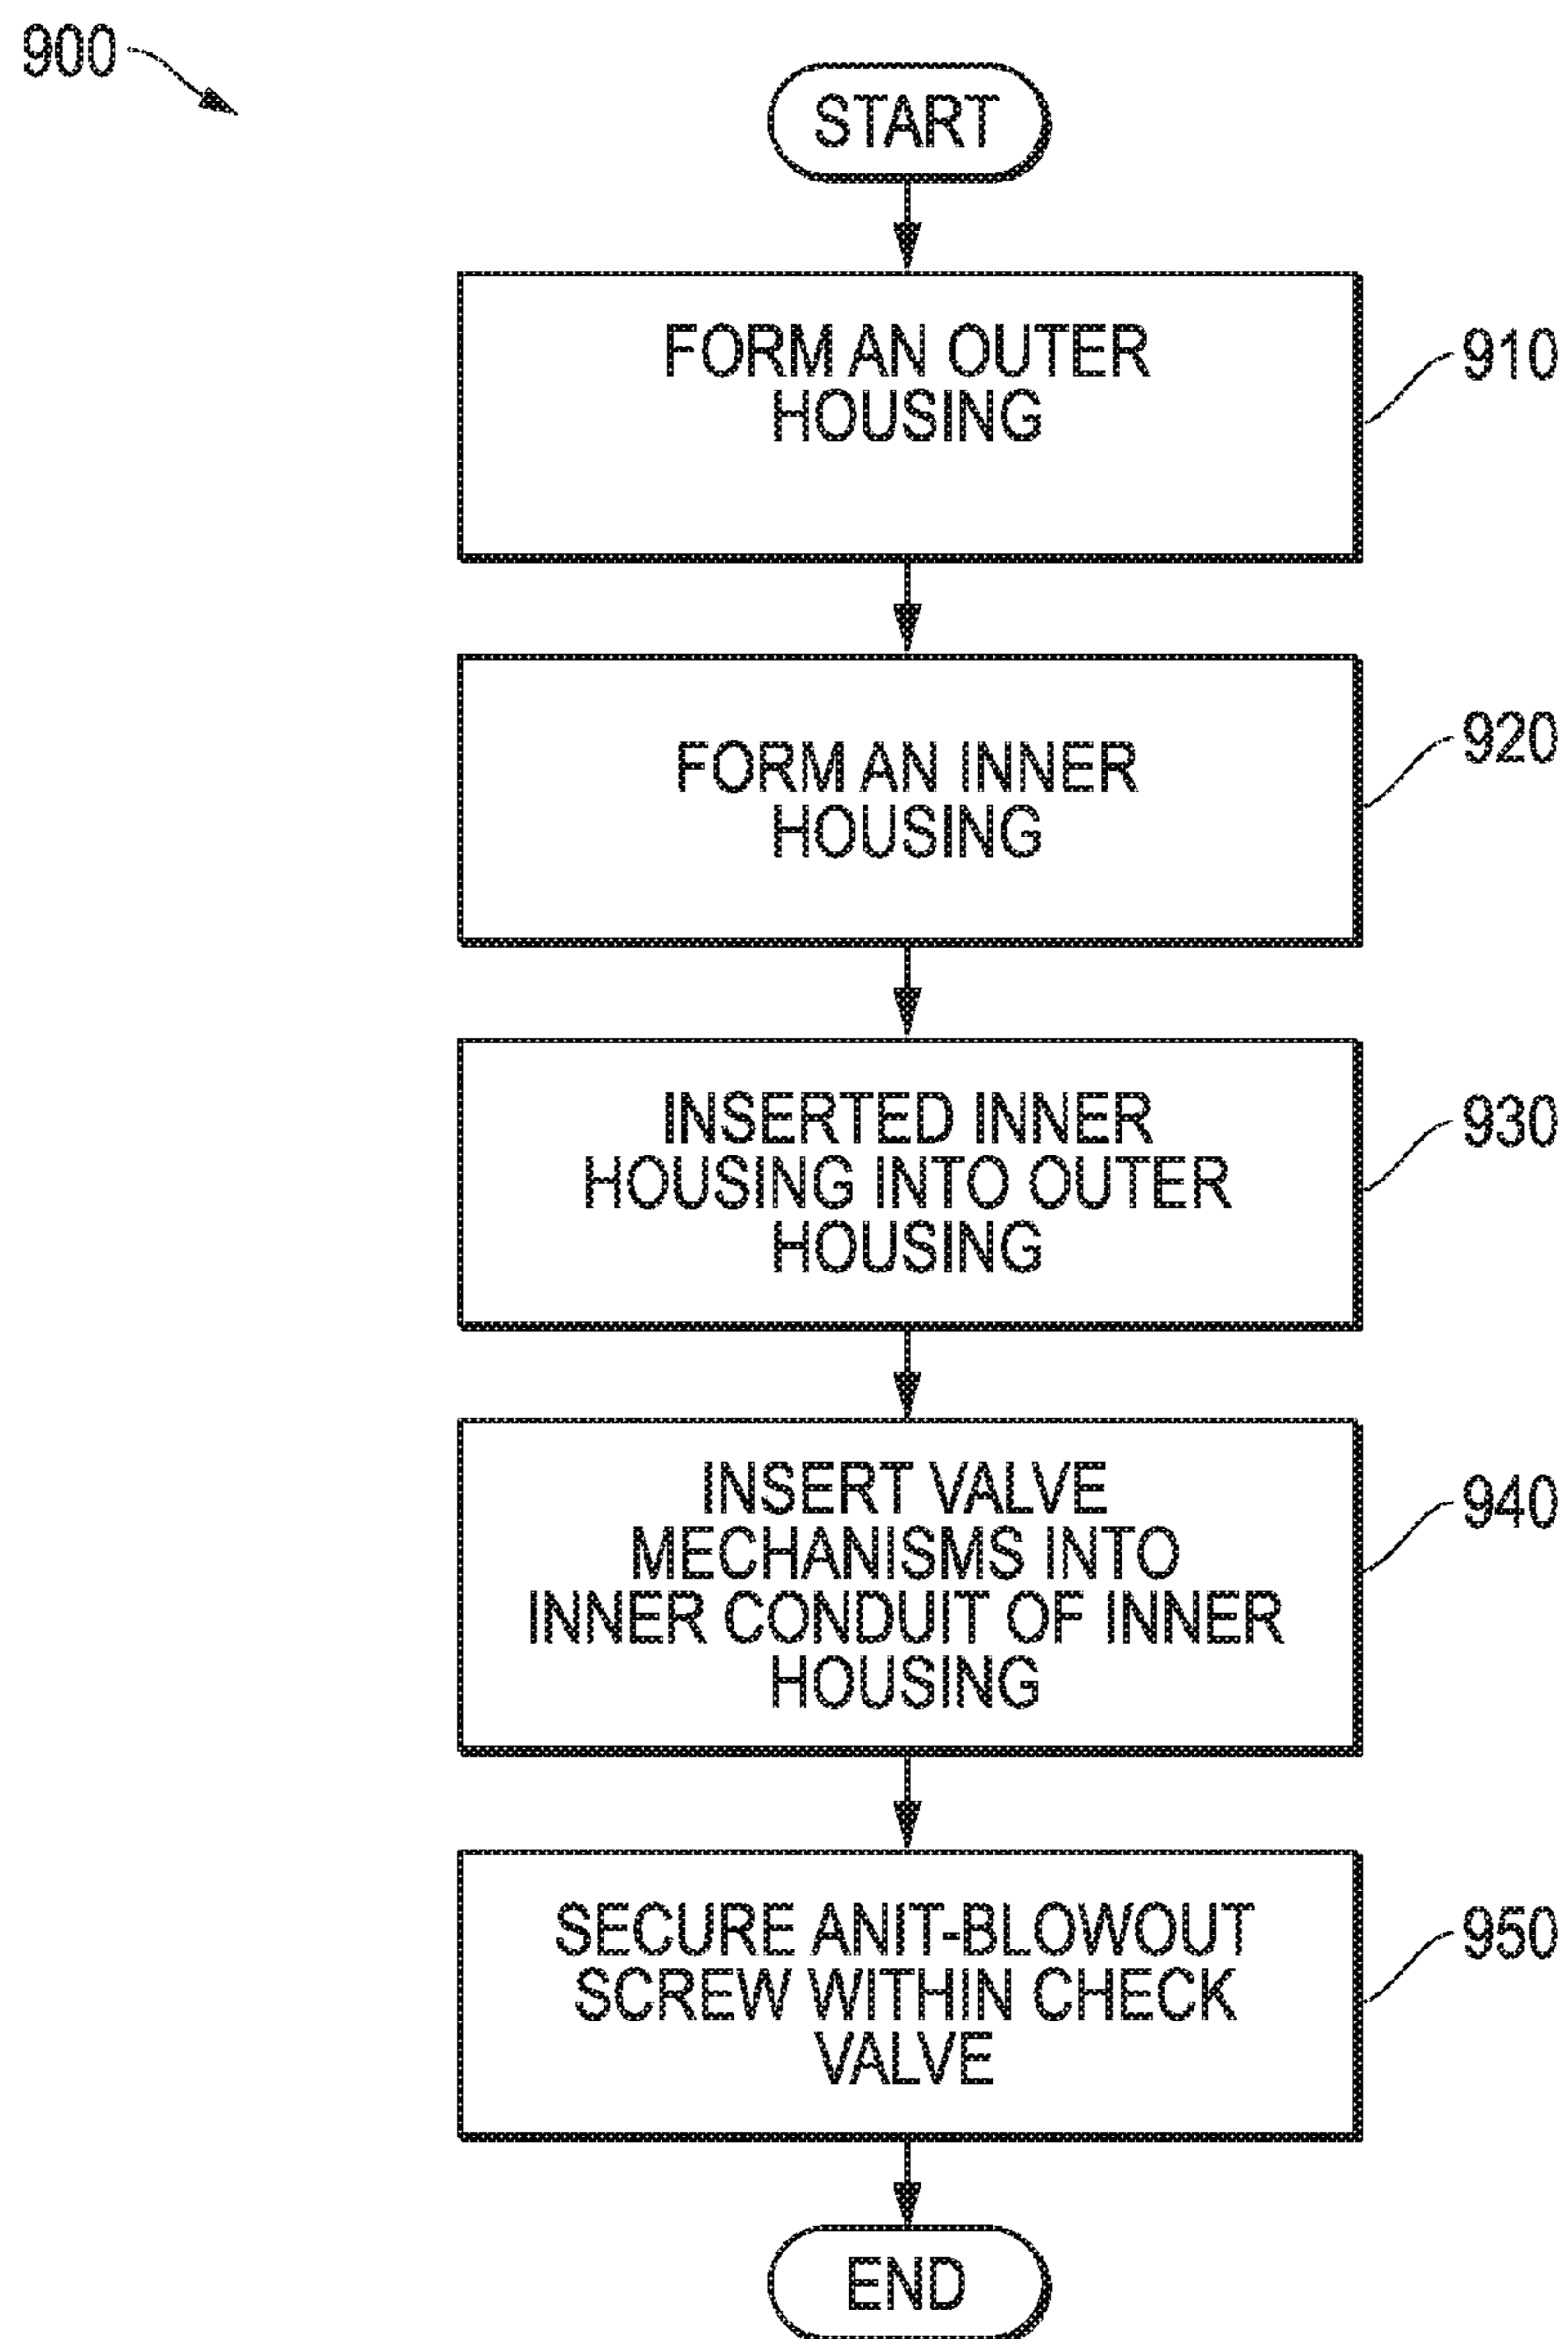 900
START
FORM AN OUTER
HOUSING
910
FORM AN INNER
HOUSING
920
INSERTED INNER
HOUSING INTO OUTER
HOUSING
930
INSERT VALVE
MECHANISMS INTO
INNER CONDUIT OF INNER
HOUSING
940
SECURE ANIT-BLOWOUT
SCREW WITHIN CHECK
VALVE
950
END